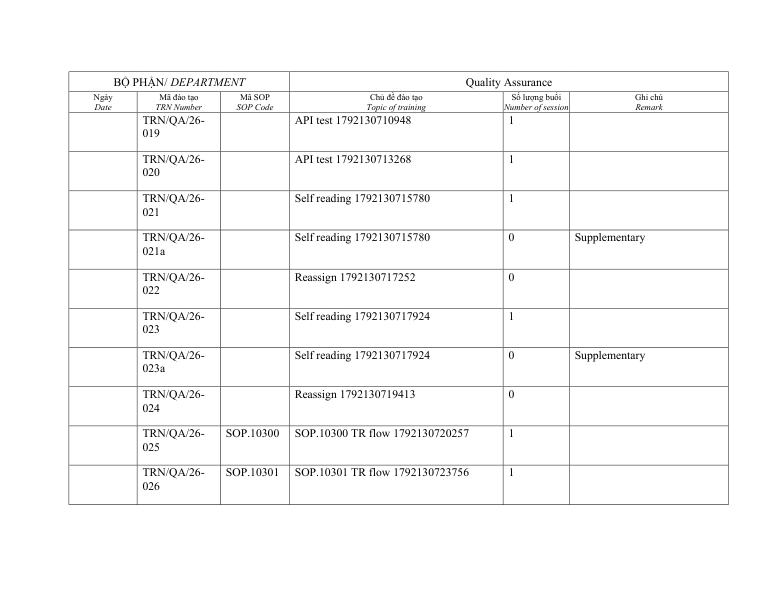 BỘ PHẬN/ DEPARTMENT Quality Assurance
Ngày Mã đào tạo Mã SOP Chủ đề đào tạo Số lượng buổi Ghi chú
Date TRN Number SOP Code Topic of training Number of session Remark
TRN/QA/26- API test 1792130710948 1
019
TRN/QA/26- API test 1792130713268 1
020
TRN/QA/26- Self reading 1792130715780 1
021
TRN/QA/26- Self reading 1792130715780 0 Supplementary
021a
TRN/QA/26- Reassign 1792130717252 0
022
TRN/QA/26- Self reading 1792130717924 1
023
TRN/QA/26- Self reading 1792130717924 0 Supplementary
023a
TRN/QA/26- Reassign 1792130719413 0
024
TRN/QA/26- SOP.10300 SOP.10300 TR flow 1792130720257 1
025
TRN/QA/26- SOP.10301 SOP.10301 TR flow 1792130723756 1
026